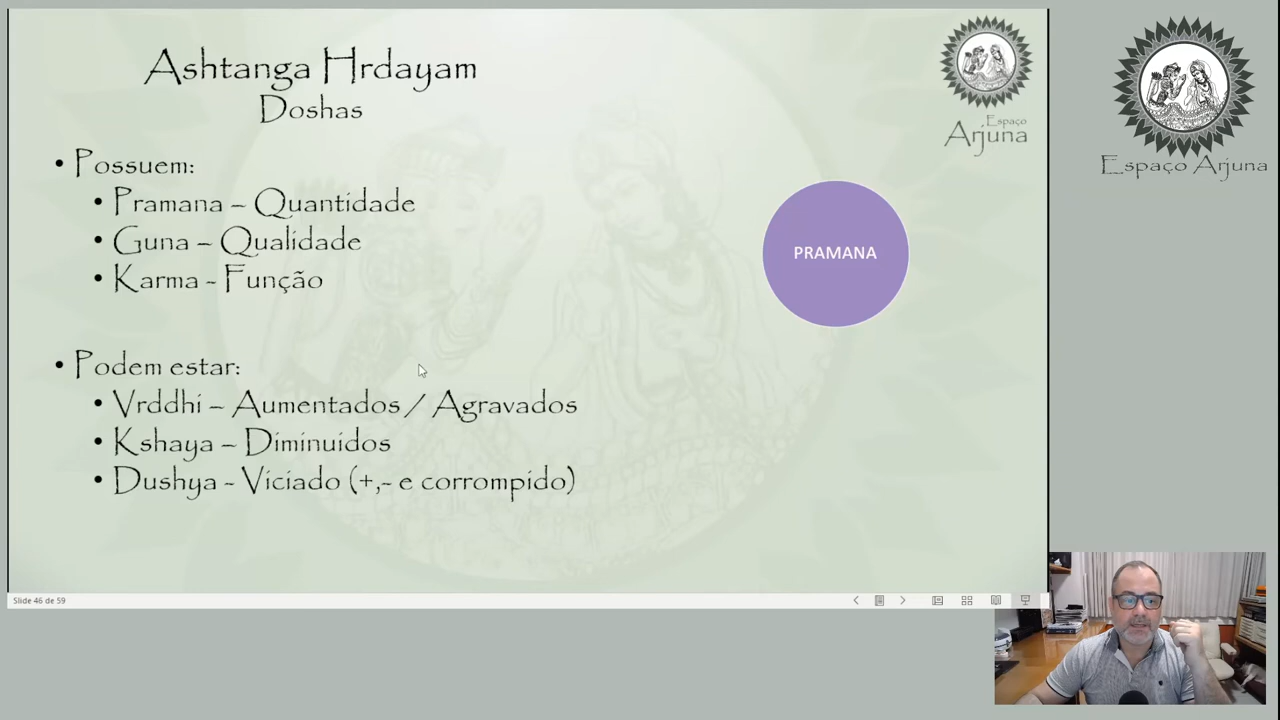 Ashtanga Hrdayam
Doshas
• Possuem:
• Pramana – Quantidade
• Guna – Qualidade
• Karma - Função
• Podem estar:
• Vrddhi – Aumentados / Agravados
• Kshaya – Diminuidos
• Dushya - Viciado (+,- e corrompido)
Espaço
Arjuna
PRAMANA
Espaço Arjuna
Slide 46 de 59